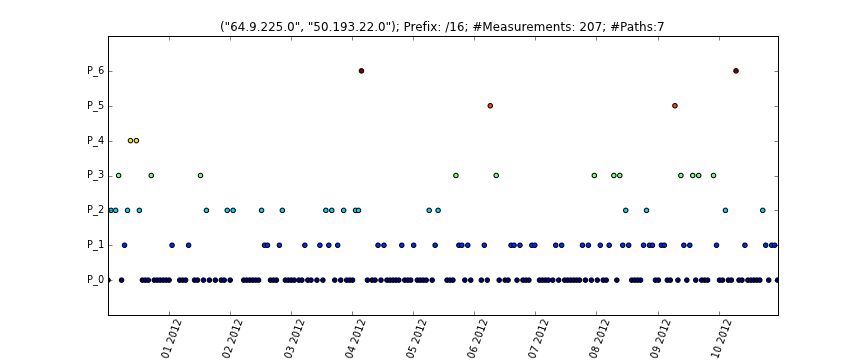 ("64.9.225.0", "50.193.22.0"); Prefix: /16; #Measurements: 207; #Paths:7
P_6
P_5
P_4
P_3
P_2
P_1
P_0
01 2012
02 2012
03 2012
04 2012
05 2012
06 2012
07 2012
08 2012
09 2012
10 2012